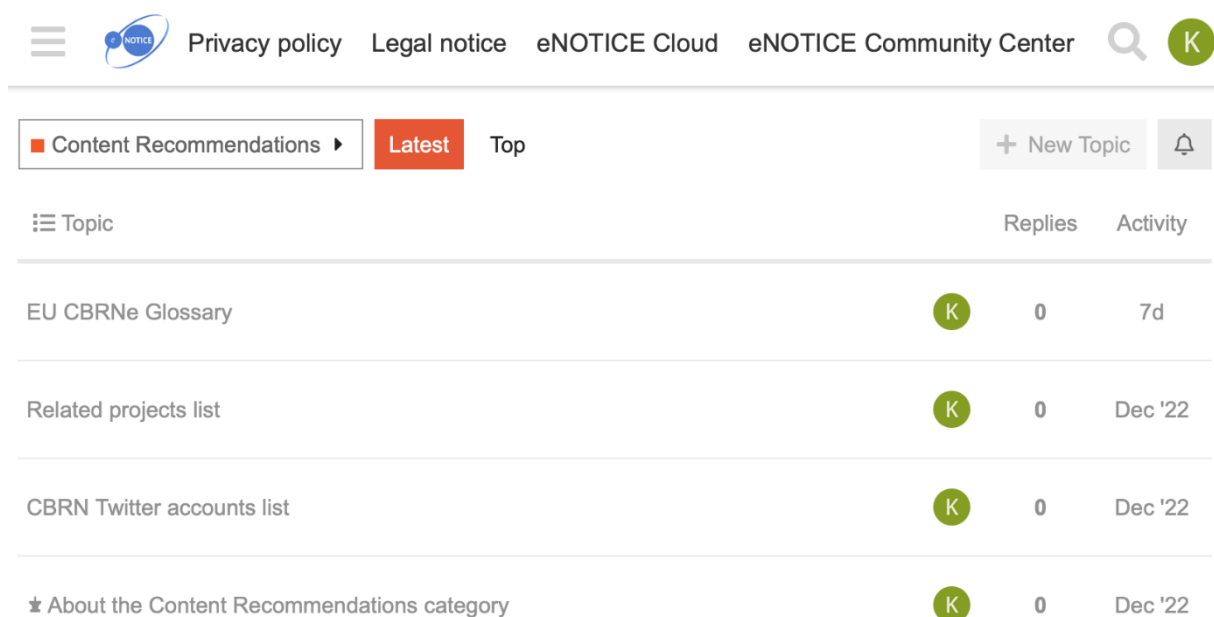 e NOTICE Privacy policy Legal notice eNOTICE Cloud eNOTICE Community Center K
Content Recommendations Latest Top + New Topic
Topic Replies Activity
EU CBRNe Glossary K 0 7d
Related projects list K 0 Dec '22
CBRN Twitter accounts list K 0 Dec '22
About the Content Recommendations category K 0 Dec '22